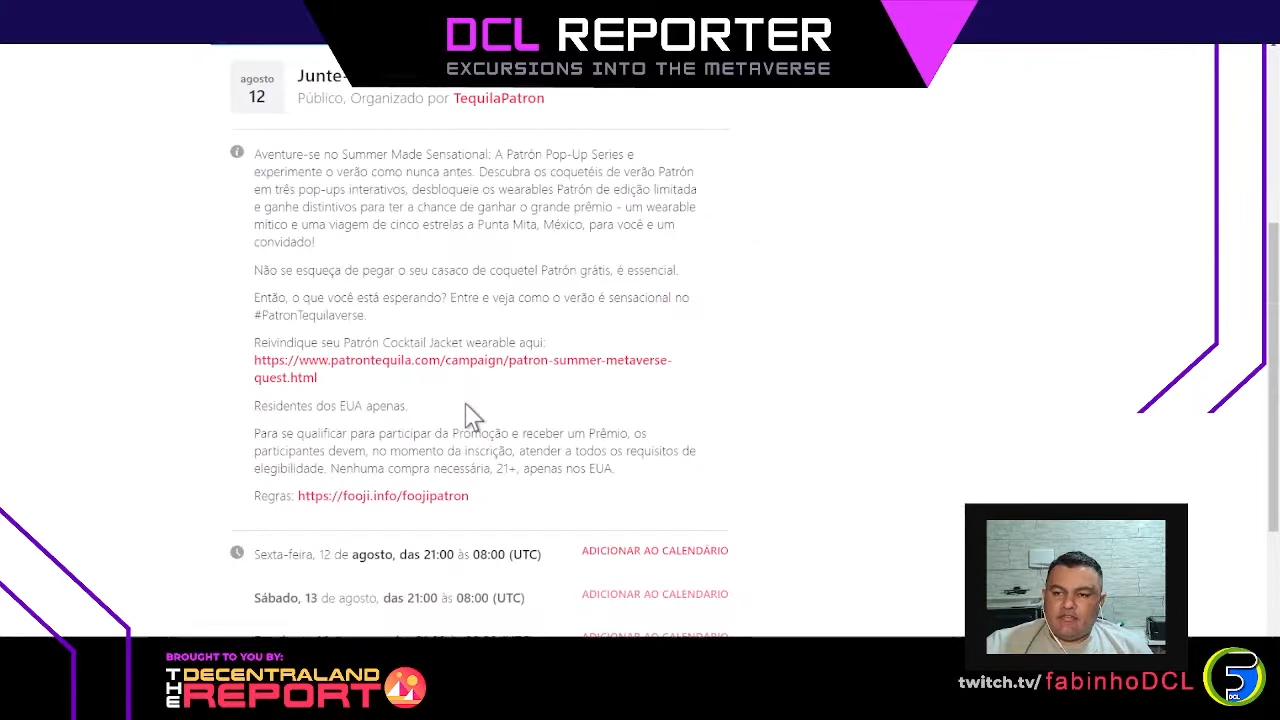 DCL REPORTER
EXCURSIONS INTO THE METAVERSE
agosto
12
Junte-
Público, Organizado por TequilaPatron
Aventure-se no Summer Made Sensational: A Patrón Pop-Up Series e
experimente o verão como nunca antes. Descubra os coquetéis de verão Patrón
em três pop-ups interativos, desbloqueie os wearables Patrón de edição limitada
e ganhe distintivos para ter a chance de ganhar o grande prêmio - um wearable
mítico e uma viagem de cinco estrelas a Punta Mita, México, para você e um
convidado!
Não se esqueça de pegar o seu casaco de coquetel Patrón grátis, é essencial.
Então, o que você está esperando? Entre e veja como o verão é sensacional no
#PatronTequilaverse.
Reivindique seu Patrón Cocktail Jacket wearable aqui:
https://www.patrontequila.com/campaign/patron-summer-metaverse-
quest.html
Residentes dos EUA apenas.
Para se qualificar para participar da Promoção e receber um Prêmio, os
participantes devem, no momento da inscrição, atender a todos os requisitos de
elegibilidade. Nenhuma compra necessária, 21+, apenas nos EUA.
Regras: https://fooji.info/foojipatron
Sexta-feira, 12 de agosto, das 21:00 às 08:00 (UTC)
ADICIONAR AO CALENDÁRIO
Sábado, 13 de agosto, das 21:00 às 08:00 (UTC)
ADICIONAR AO CALENDARIO
BROUGHT TO YOU BY:
THE DECENTRALAND
REPORT
twitch.tv/fabinhoDCL
DCL